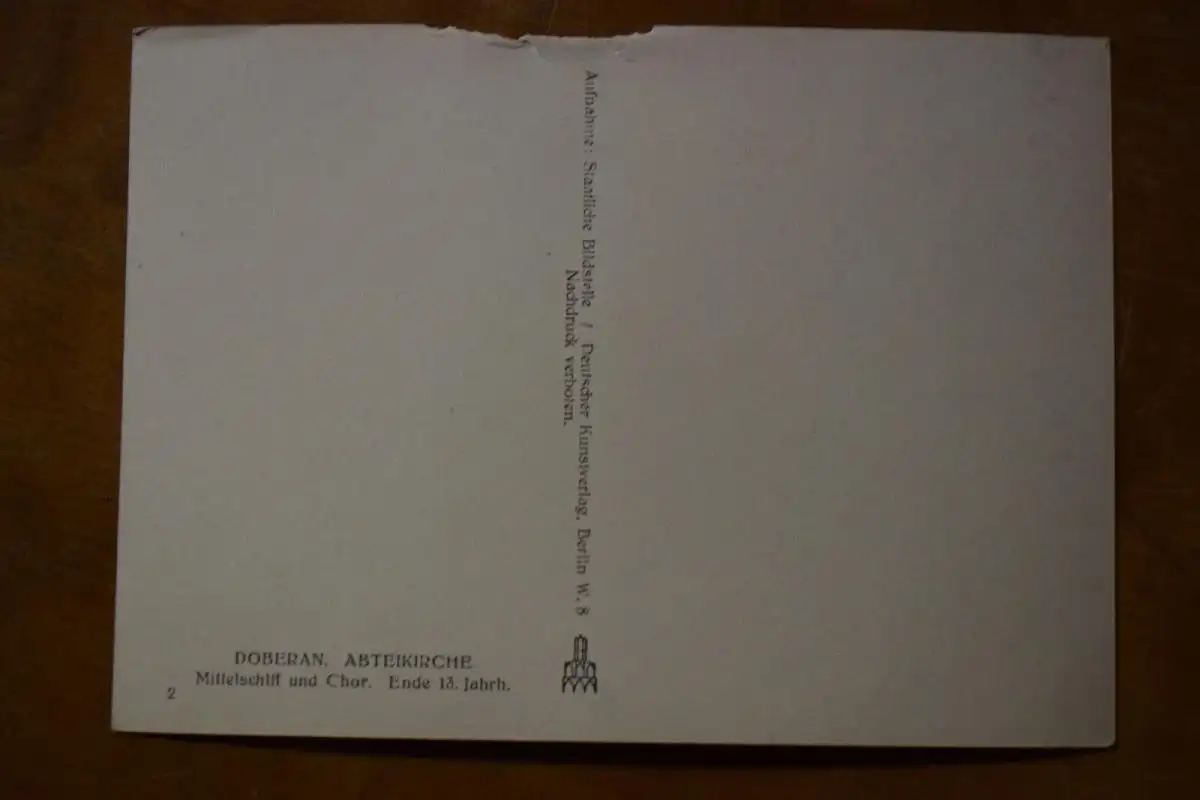 Aufnahme: Staatliche Bildstelle / Deutscher Kunstverlag, Berlin W. 8
Nachdruck verboten.
DOBERAN. ABTEIKIRCHE
Mittelschiff und Chor. Ende 13. Jahrh.
2